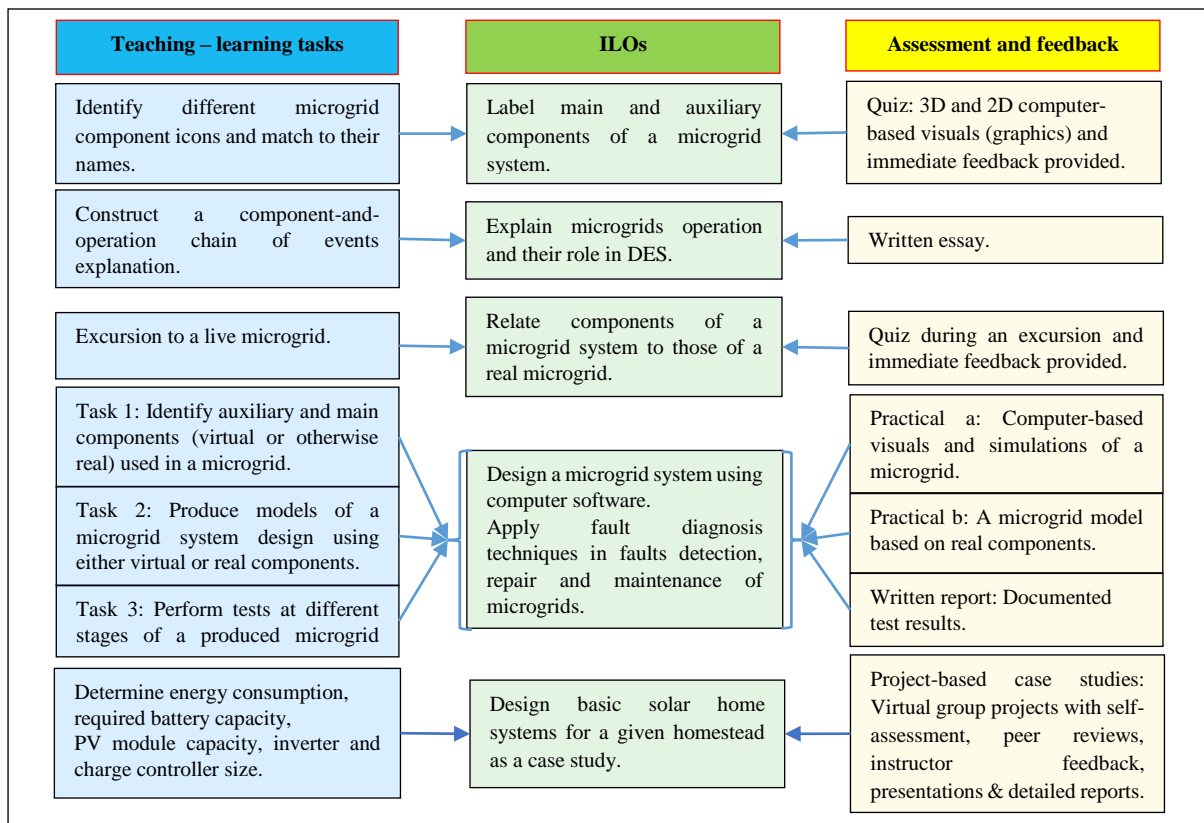 Teaching – learning tasks
ILOs
Assessment and feedback
Identify different microgrid
component icons and match to their
names.
Label main and auxiliary
components of a microgrid
system.
Quiz: 3D and 2D computer-
based visuals (graphics) and
immediate feedback provided.
Construct a component-and-
operation chain of events
explanation.
Explain microgrids operation
and their role in DES.
Written essay.
Excursion to a live microgrid.
Relate components of a
microgrid system to those of a
real microgrid.
Quiz during an excursion and
immediate feedback provided.
Task 1: Identify auxiliary and main
components (virtual or otherwise
real) used in a microgrid.
Task 2: Produce models of a
microgrid system design using
either virtual or real components.
Task 3: Perform tests at different
stages of a produced microgrid
Design a microgrid system using
computer software.
Apply fault diagnosis
techniques in faults detection,
repair and maintenance of
microgrids.
Practical a: Computer-based
visuals and simulations of a
microgrid.
Practical b: A microgrid model
based on real components.
Written report: Documented
test results.
Determine energy consumption,
required battery capacity,
PV module capacity, inverter and
charge controller size.
Design basic solar home
systems for a given homestead
as a case study.
Project-based case studies:
Virtual group projects with self-
assessment, peer reviews,
instructor feedback,
presentations & detailed reports.